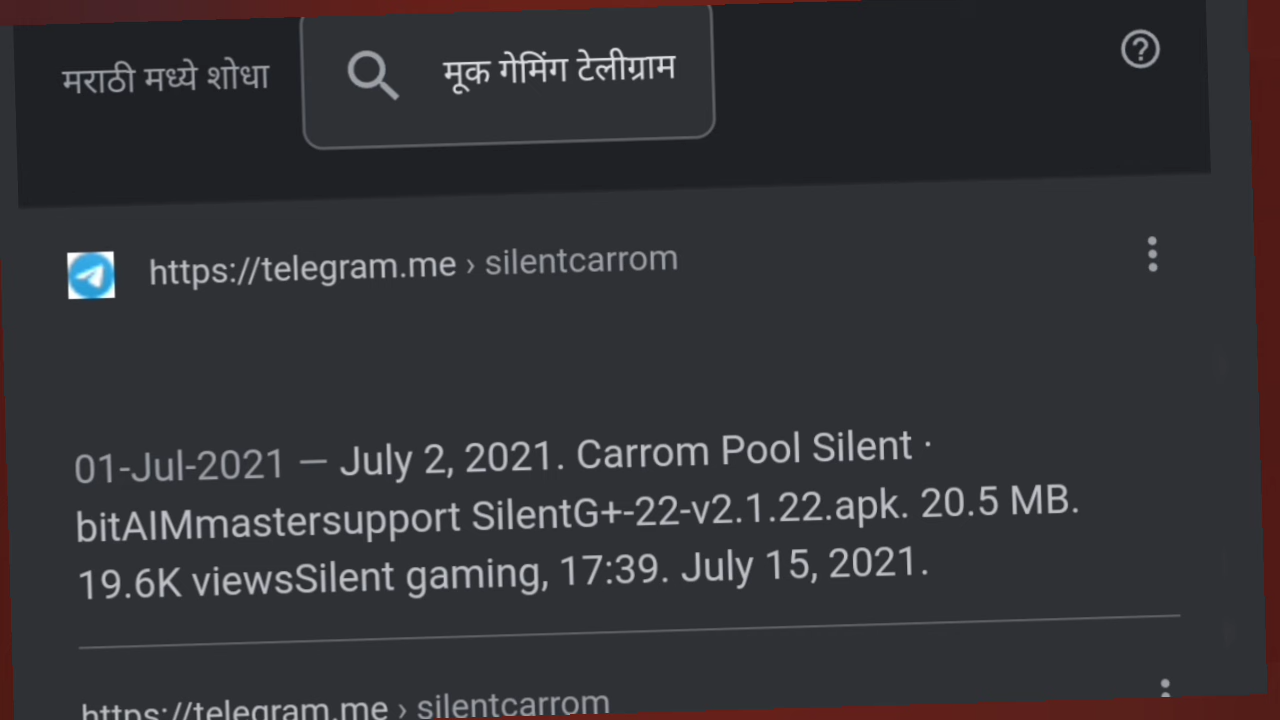 मराठी मध्ये शोधा
मूक गेमिंग टेलीग्राम
https://telegram.me › silentcarrom
01-Jul-2021 — July 2, 2021. Carrom Pool Silent ·
bitAIMmastersupport SilentG+-22-v2.1.22.apk. 20.5 MB.
19.6K viewsSilent gaming, 17:39. July 15, 2021.
https://telegram.me › silentcarrom